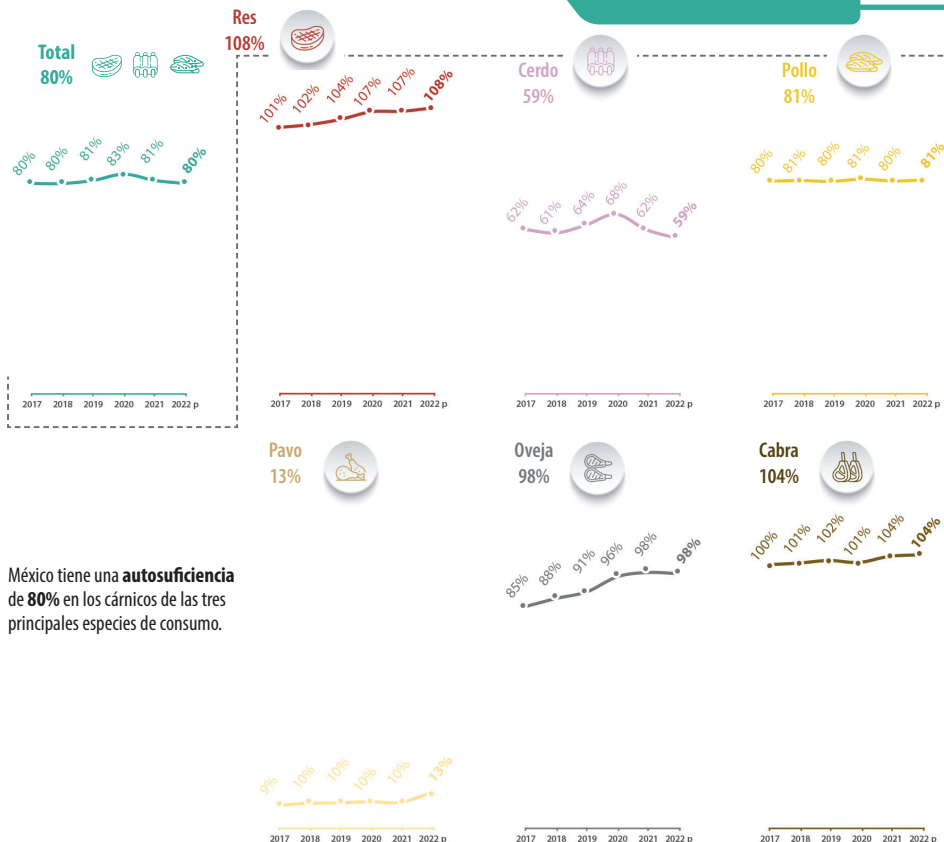 Total
80%
80% 80% 81% 83% 81% 80%
2017 2018 2019 2020 2021 2022 p
Res
108%
101% 102% 104% 107% 107% 108%
2017 2018 2019 2020 2021 2022 p
Cerdo
59%
62% 61% 64% 68% 62% 59%
2017 2018 2019 2020 2021 2022 p
Pollo
81%
80% 81% 80% 81% 80% 81%
2017 2018 2019 2020 2021 2022 p
México tiene una autosuficiencia
de 80% en los cárnicos de las tres
principales especies de consumo.
Pavo
13%
9% 10% 10% 10% 10% 13%
2017 2018 2019 2020 2021 2022 p
Oveja
98%
85% 88% 91% 96% 98% 98%
2017 2018 2019 2020 2021 2022 p
Cabra
104%
100% 101% 102% 101% 104% 104%
2017 2018 2019 2020 2021 2022 p